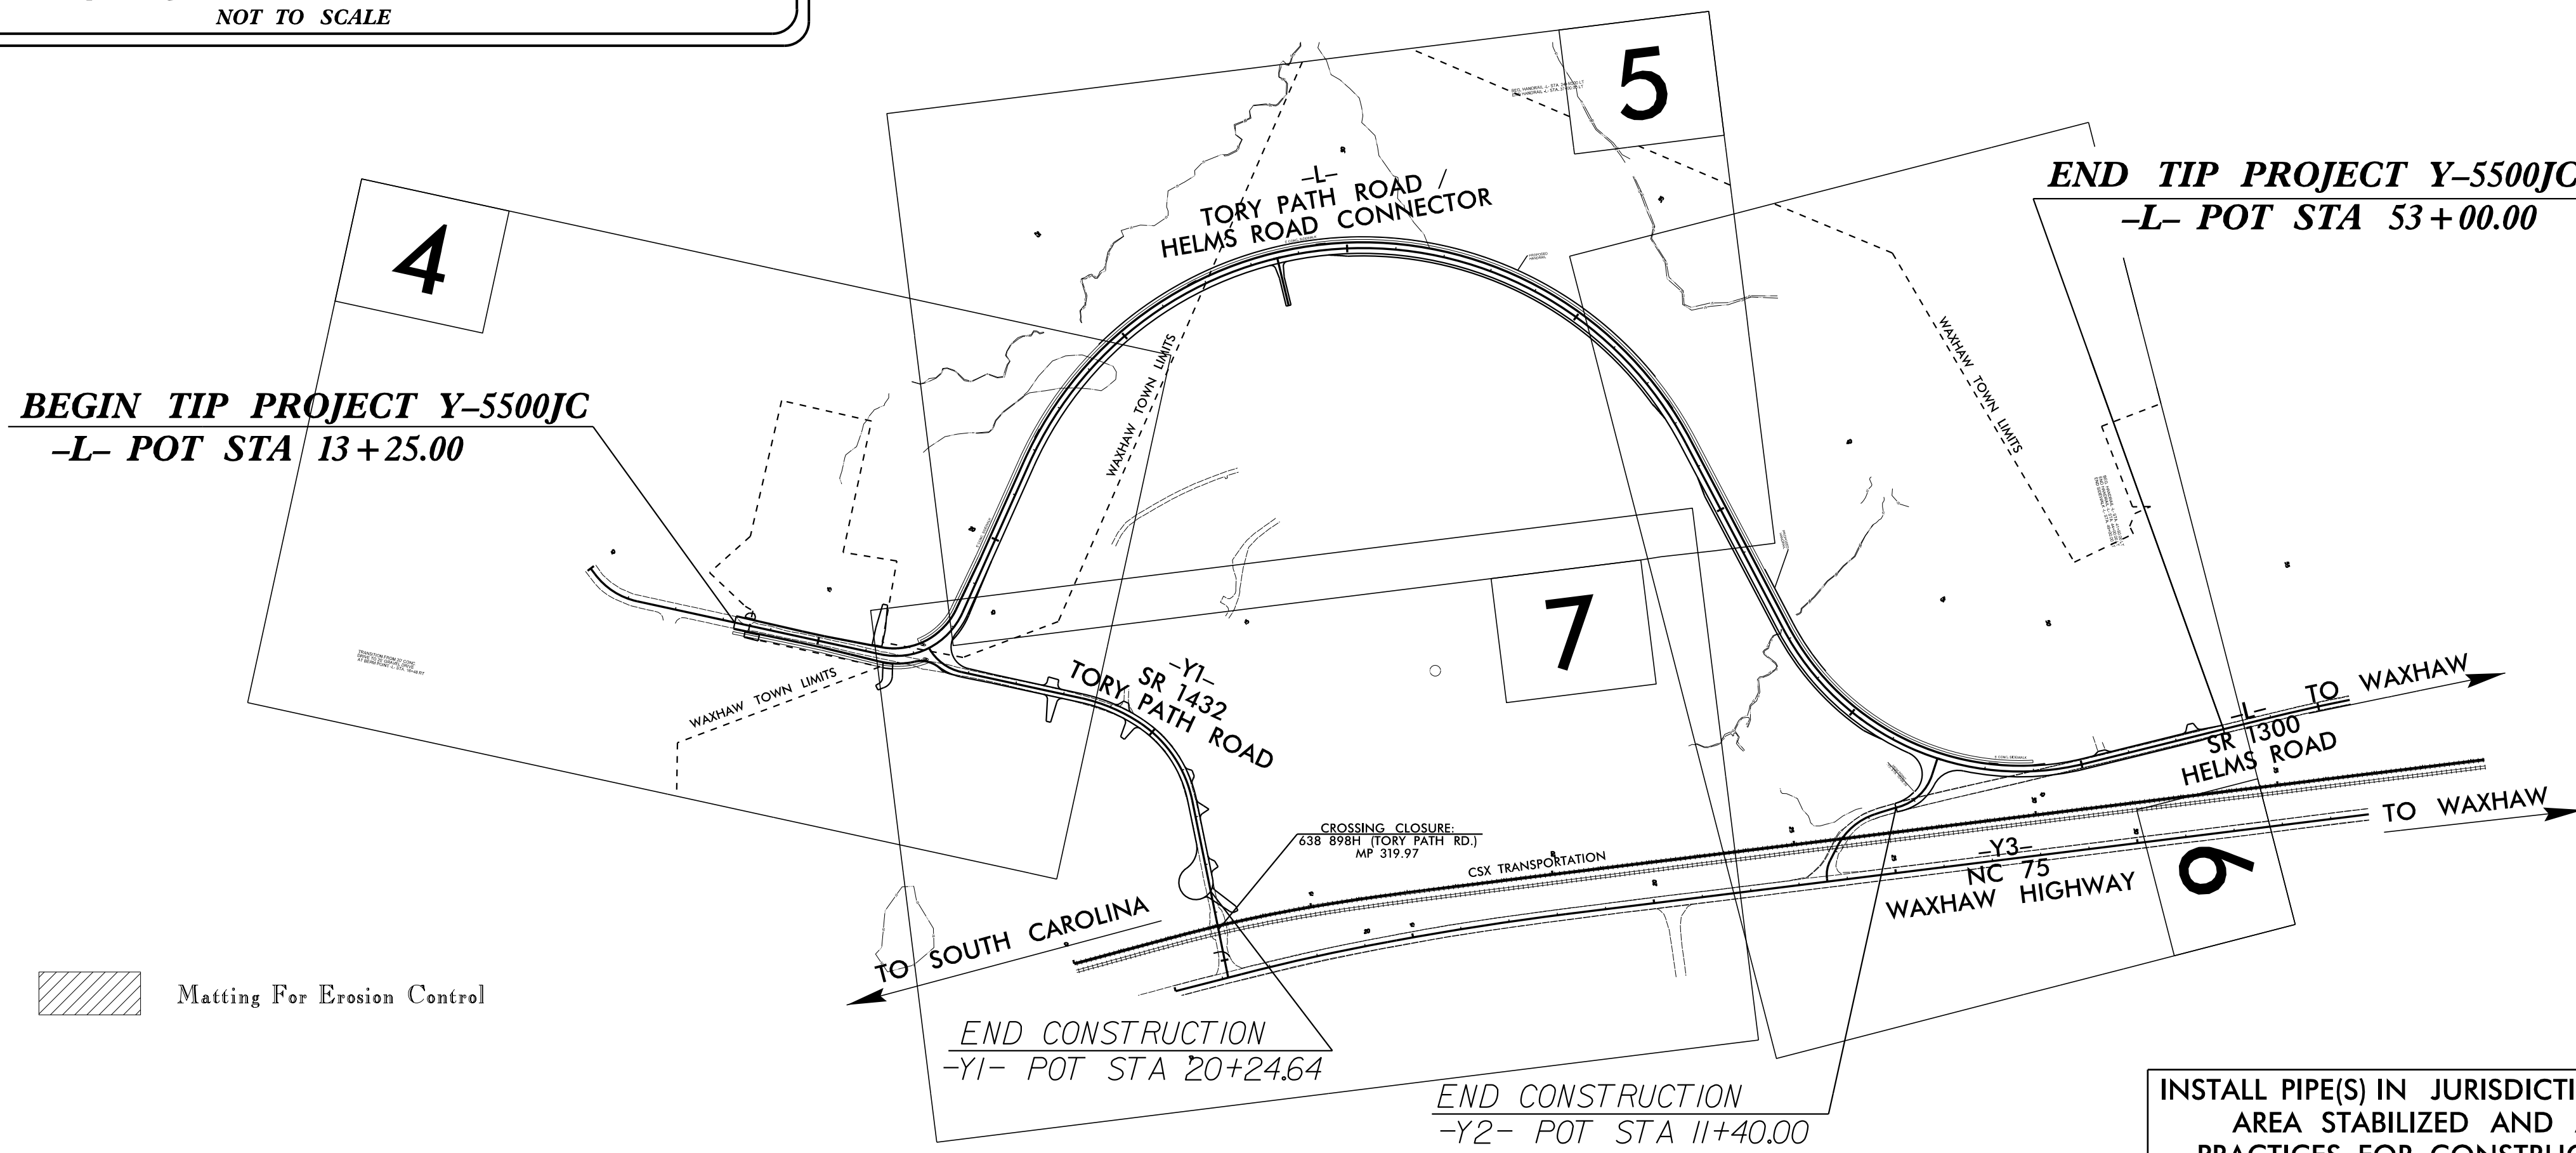 NOT TO SCALE
5
4
-L-
TORY PATH ROAD /
HELMS ROAD CONNECTOR
END TIP PROJECT Y-5500JC
-L- POT STA 53+00.00
BEGIN TIP PROJECT Y-5500JC
-L- POT STA 13+25.00
WAXHAW TOWN LIMITS
WAXHAW TOWN LIMITS
WAXHAW TOWN LIMITS
7
-Y1-
SR 1432
TORY PATH ROAD
-L-
SR 1300
HELMS ROAD
TO WAXHAW
TO WAXHAW
CROSSING CLOSURE:
638 898H (TORY PATH RD.)
MP 319.97
CSX TRANSPORTATION
-Y3-
NC 75
WAXHAW HIGHWAY
6
TO SOUTH CAROLINA
Matting For Erosion Control
END CONSTRUCTION
-Y1- POT STA 20+24.64
END CONSTRUCTION
-Y2- POT STA 11+40.00
INSTALL PIPE(S) IN JURISDICTI
AREA STABILIZED AND
PRACTICES FOR CONSTRUC